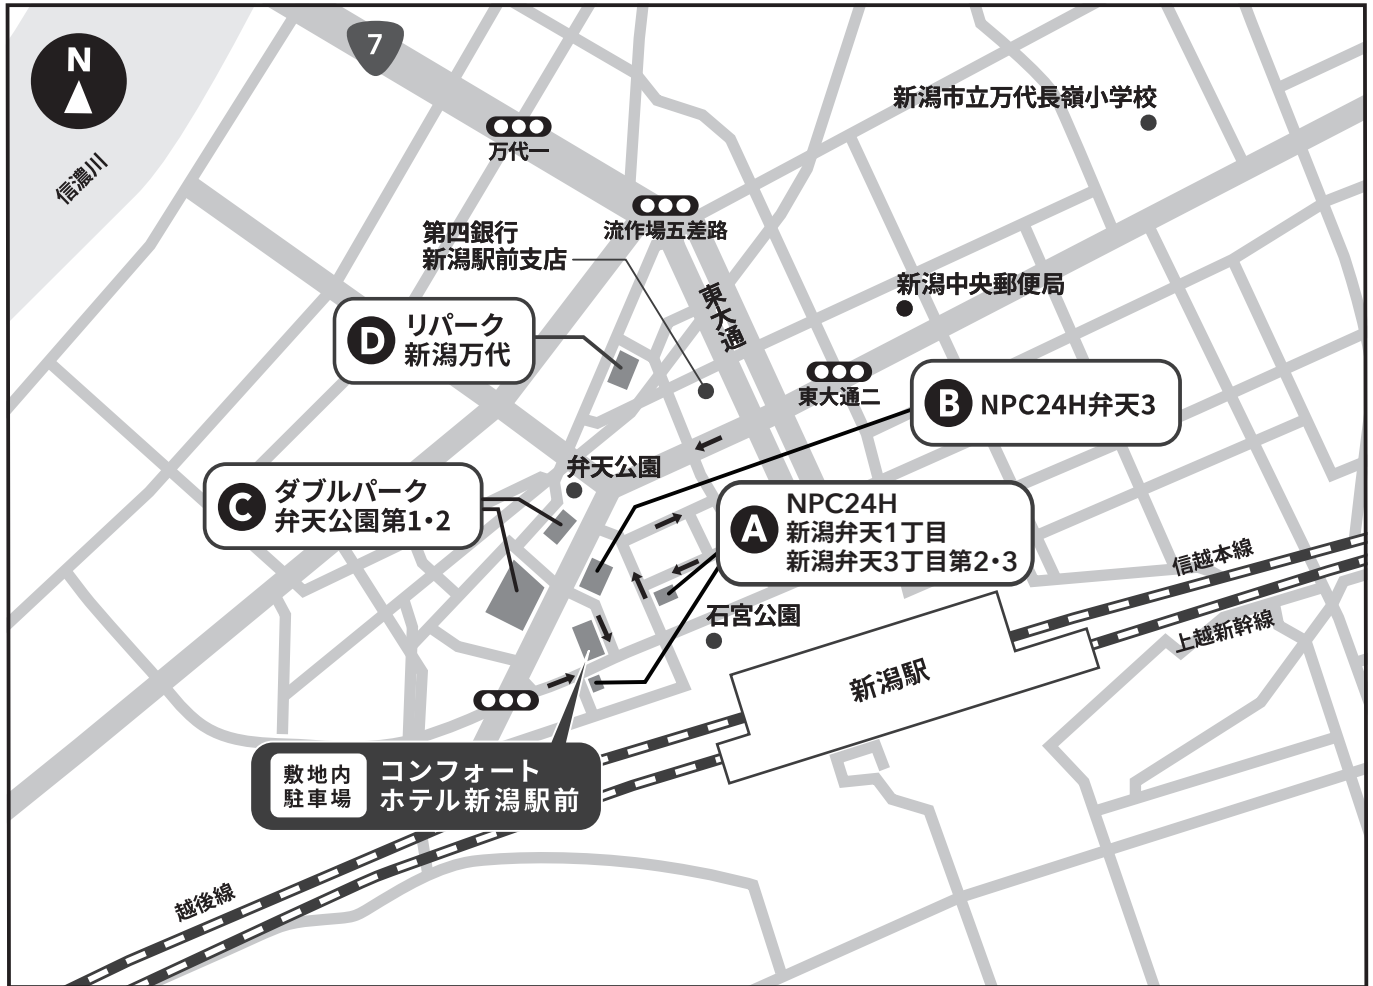 7
N
新潟市立万代長嶺小学校
万代一
信濃川
流作場五差路
第四銀行
新潟駅前支店
新潟中央郵便局
東大通
D
リパーク
新潟万代
東大通二
B
NPC24H弁天3
弁天公園
C
ダブルパーク
弁天公園第1・2
A
NPC24H
新潟弁天1丁目
新潟弁天3丁目第2・3
信越本線
石宮公園
上越新幹線
新潟駅
敷地内
駐車場
コンフォート
ホテル新潟駅前
越後線